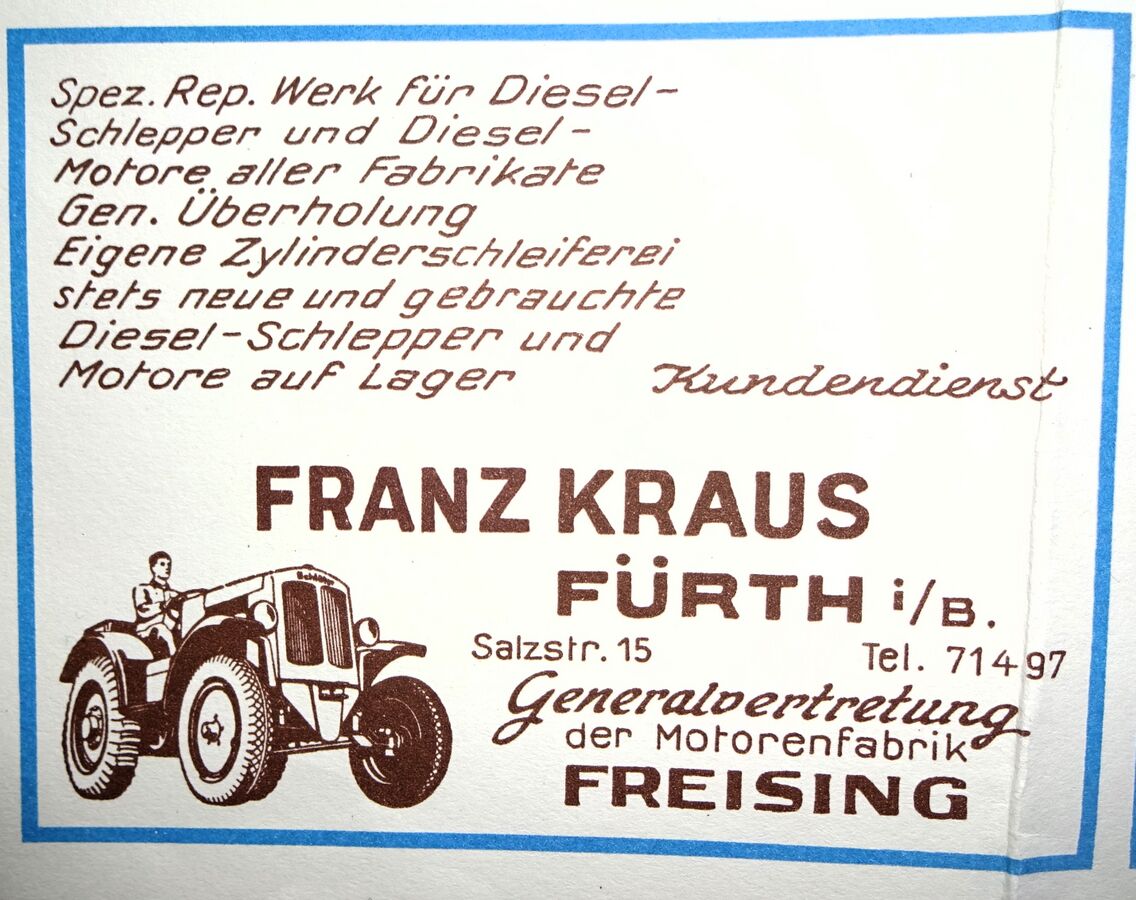 Spez. Rep. Werk für Diesel-
Schlepper und Diesel-
Motore aller Fabrikate
Gen. Überholung
Eigene Zylinderschleiferei
stets neue und gebrauchte
Diesel-Schlepper und
Motore auf Lager
Kundendienst
FRANZ KRAUS
FÜRTH i/B.
Salzstr. 15 Tel. 71497
Generalvertretung
der Motorenfabrik
FREISING
Schlüter